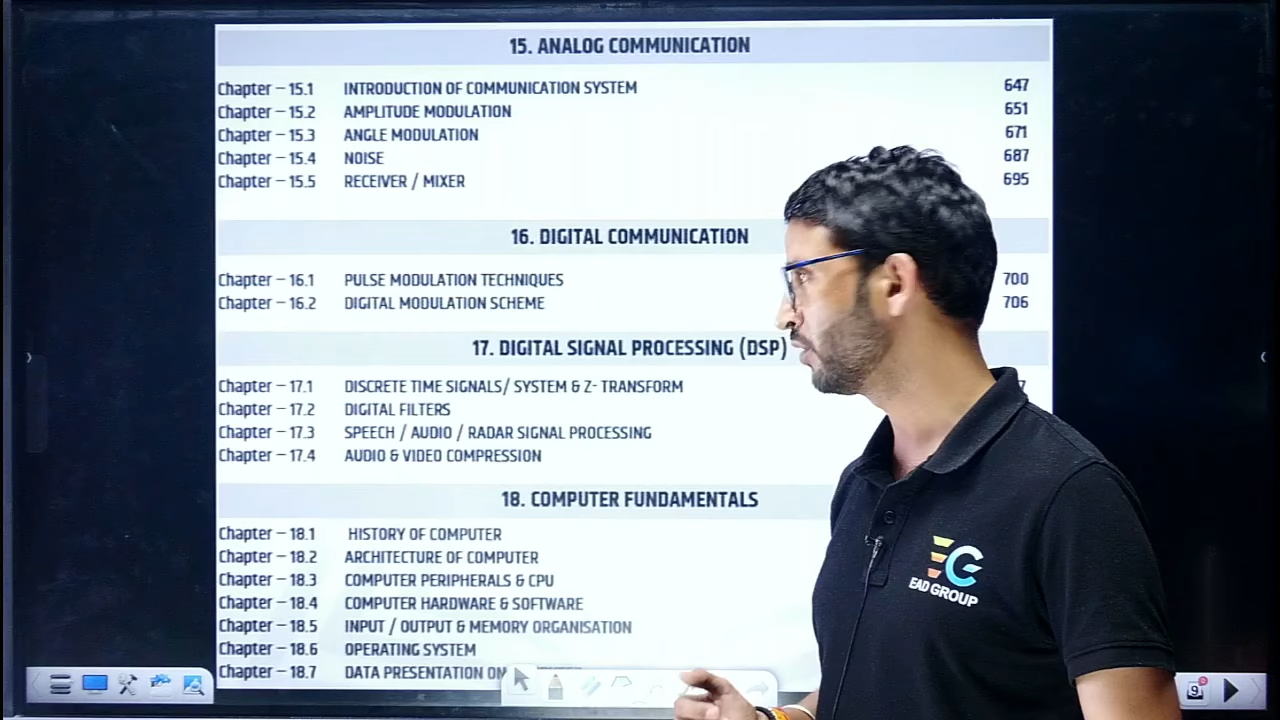 15. ANALOG COMMUNICATION
Chapter – 15.1 INTRODUCTION OF COMMUNICATION SYSTEM 647
Chapter – 15.2 AMPLITUDE MODULATION 651
Chapter – 15.3 ANGLE MODULATION 671
Chapter – 15.4 NOISE 687
Chapter – 15.5 RECEIVER / MIXER 695
16. DIGITAL COMMUNICATION
Chapter – 16.1 PULSE MODULATION TECHNIQUES 700
Chapter – 16.2 DIGITAL MODULATION SCHEME 706
17. DIGITAL SIGNAL PROCESSING (DSP)
Chapter – 17.1 DISCRETE TIME SIGNALS/ SYSTEM & Z- TRANSFORM
Chapter – 17.2 DIGITAL FILTERS
Chapter – 17.3 SPEECH / AUDIO / RADAR SIGNAL PROCESSING
Chapter – 17.4 AUDIO & VIDEO COMPRESSION
18. COMPUTER FUNDAMENTALS
Chapter – 18.1 HISTORY OF COMPUTER
Chapter – 18.2 ARCHITECTURE OF COMPUTER
Chapter – 18.3 COMPUTER PERIPHERALS & CPU
Chapter – 18.4 COMPUTER HARDWARE & SOFTWARE
Chapter – 18.5 INPUT / OUTPUT & MEMORY ORGANISATION
Chapter – 18.6 OPERATING SYSTEM
Chapter – 18.7 DATA PRESENTATION ON
EG
EAD GROUP
9